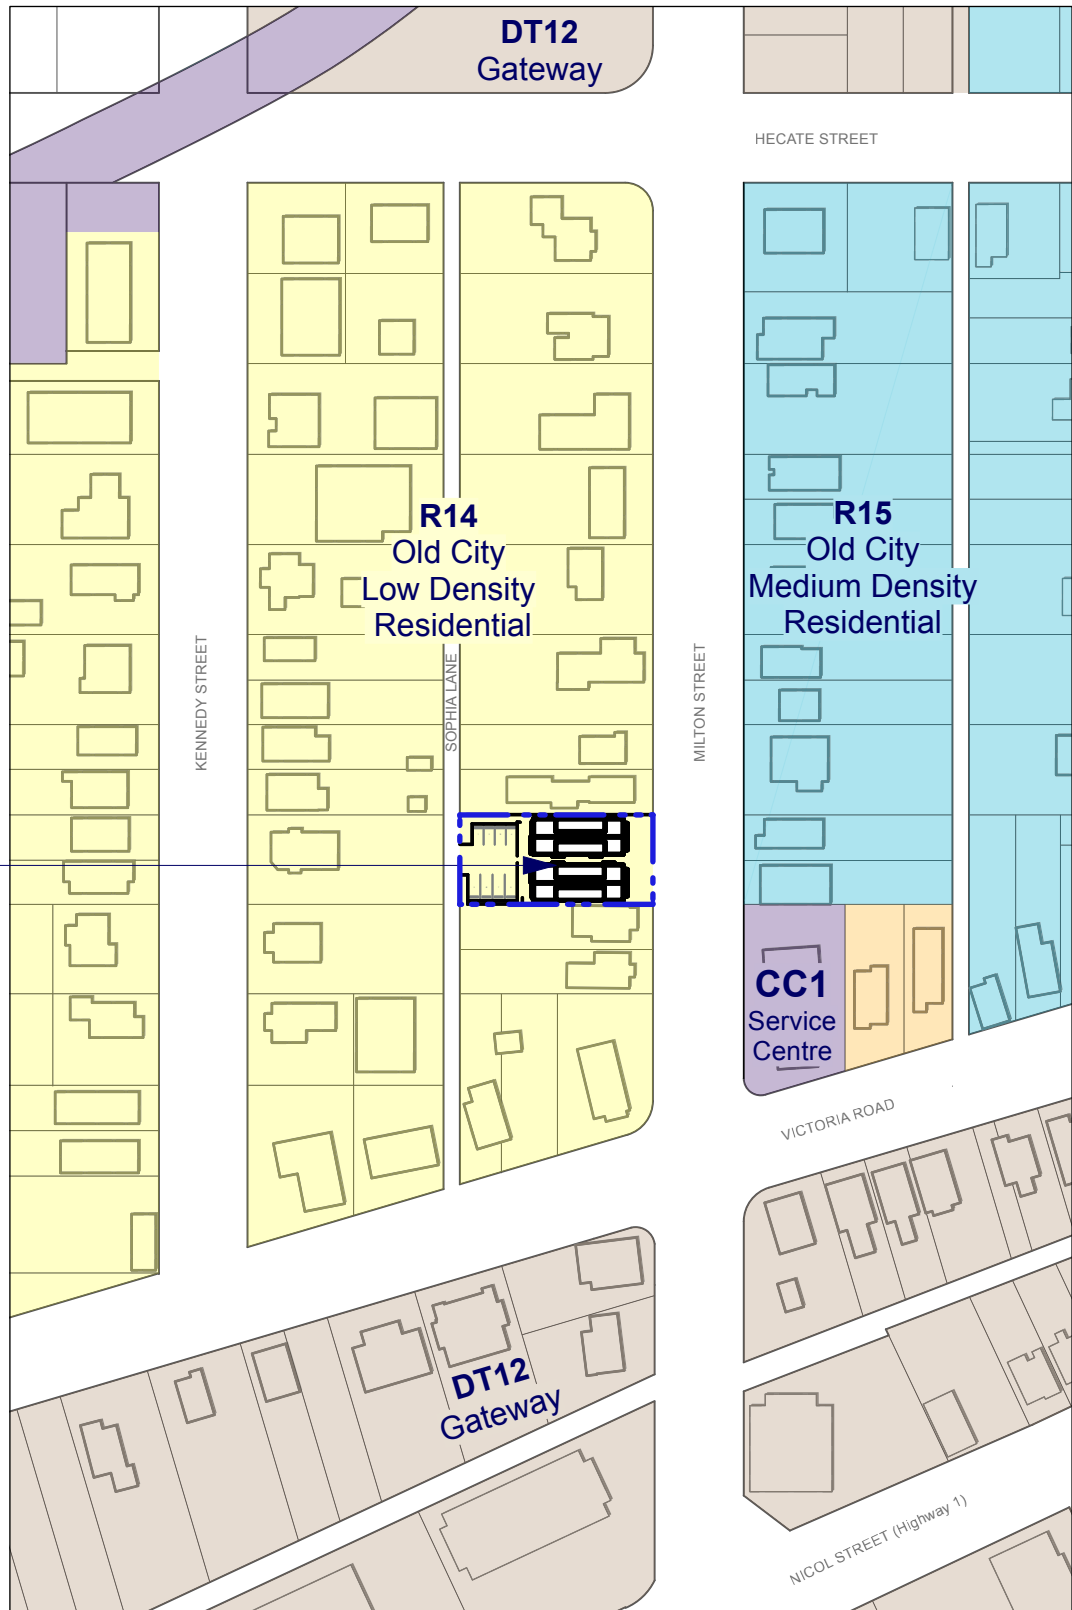 DT12
Gateway
HECATE STREET
R14
Old City
Low Density
Residential
R15
Old City
Medium Density
Residential
KENNEDY STREET
SOPHIA LANE
MILTON STREET
CC1
Service
Centre
VICTORIA ROAD
DT12
Gateway
NICOL STREET (Highway 1)